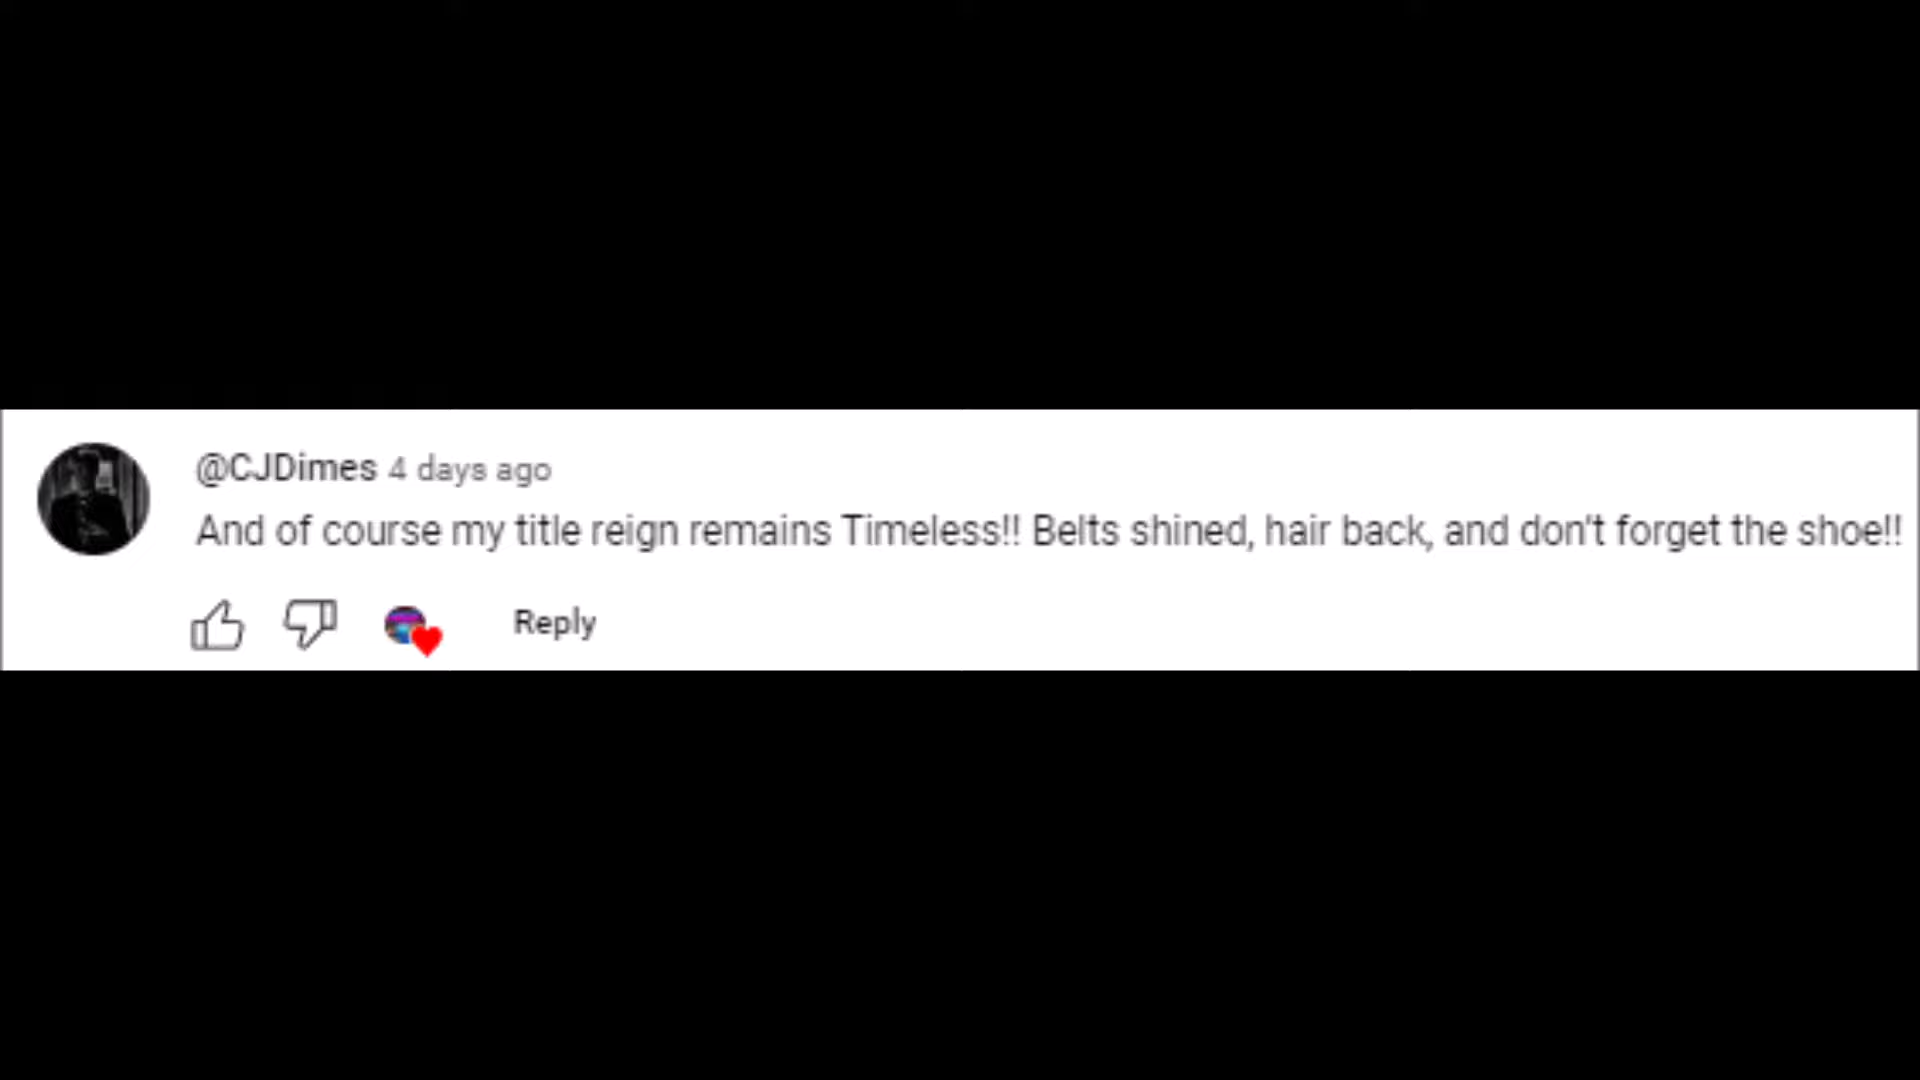 @CJDimes 4 days ago
And of course my title reign remains Timeless!! Belts shined, hair back, and don't forget the shoe!!
Reply